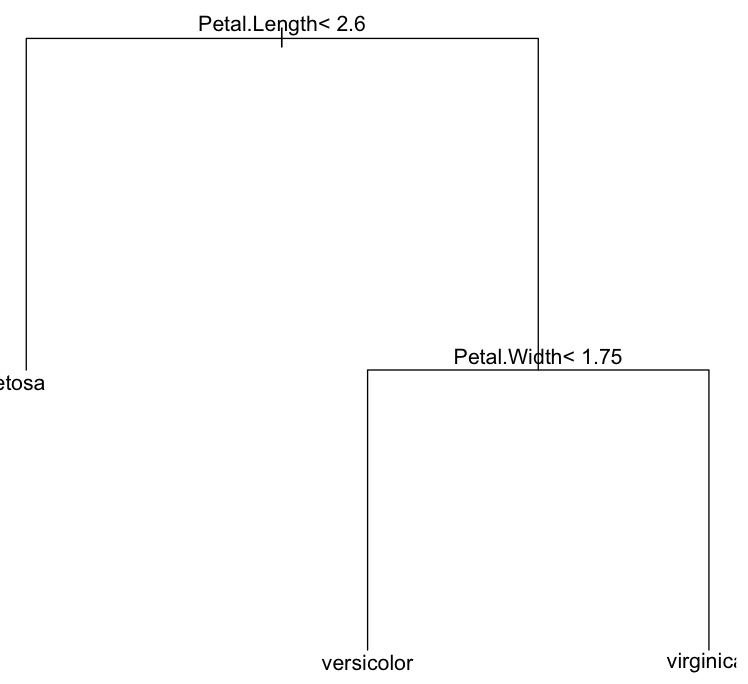 Petal.Length< 2.6
Petal.Width< 1.75
etosa
versicolor
virginica